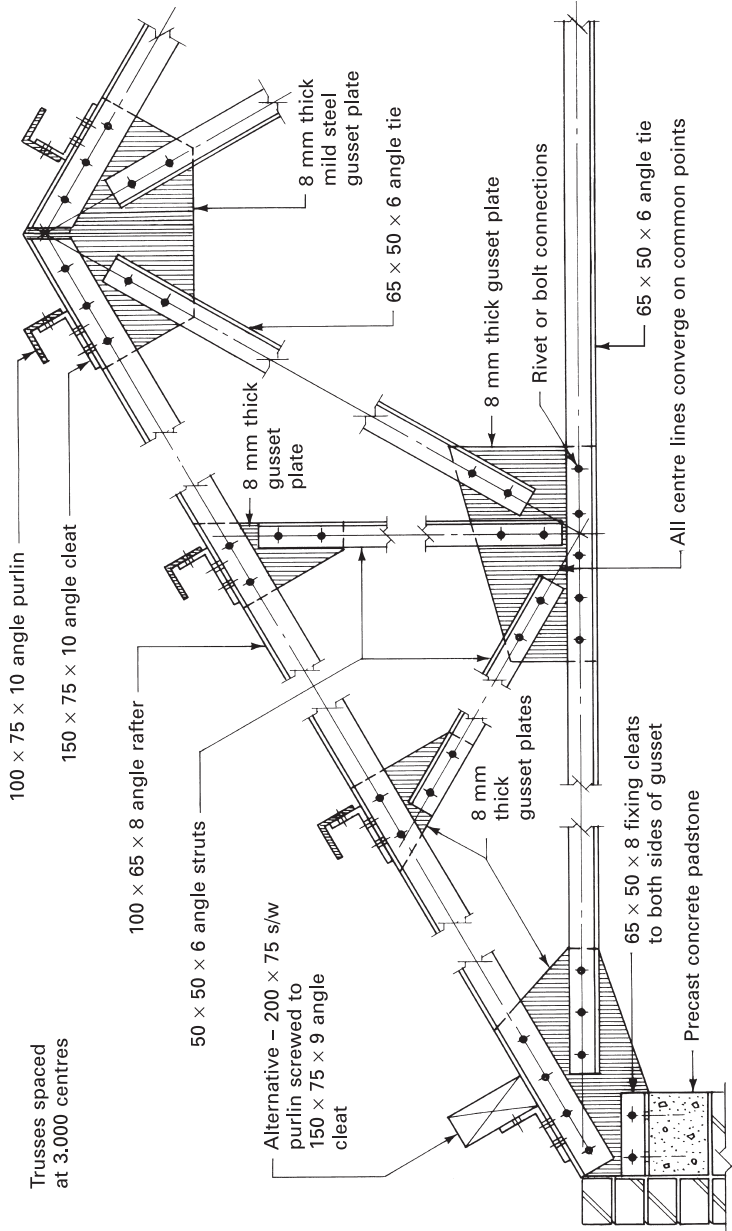 Trusses spaced
at 3.000 centres
100 × 75 × 10 angle purlin
150 × 75 × 10 angle cleat
100 × 65 × 8 angle rafter
50 × 50 × 6 angle struts
Alternative – 200 × 75 s/w
purlin screwed to
150 × 75 × 9 angle
cleat
8 mm thick
gusset
plate
8 mm thick
mild steel
gusset plate
65 × 50 × 6 angle tie
8 mm thick gusset plate
Rivet or bolt connections
8 mm
thick
gusset plates
65 × 50 × 6 angle tie
All centre lines converge on common points
65 × 50 × 8 fixing cleats
to both sides of gusset
Precast concrete padstone